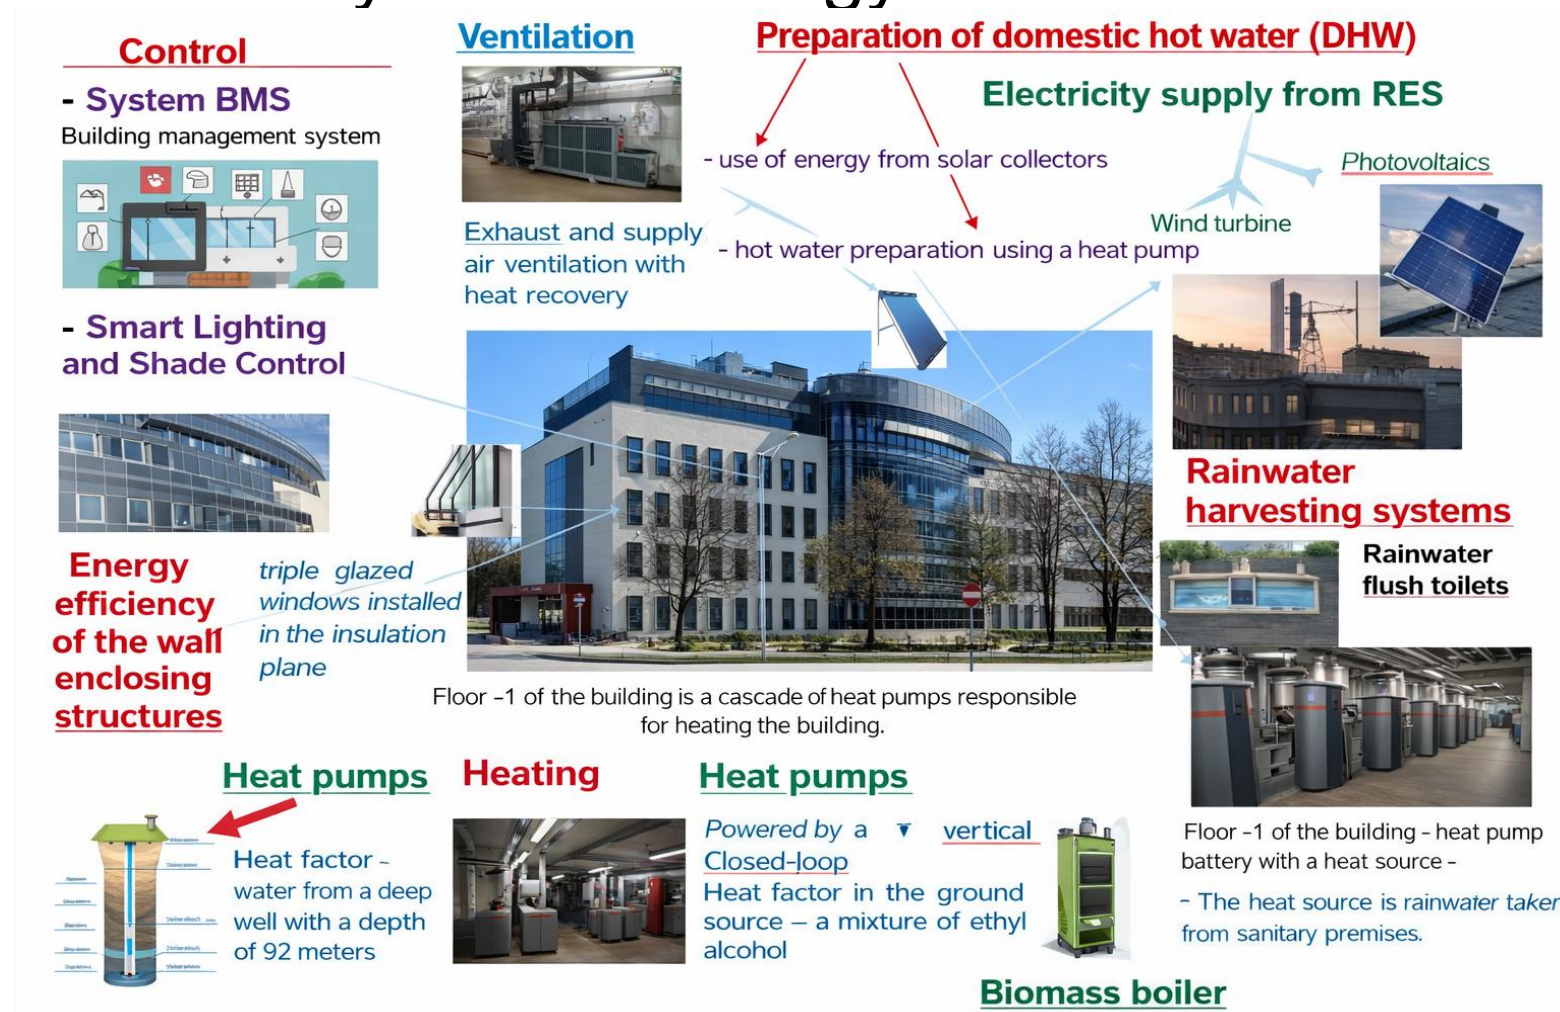 Control
- System BMS
Building management system
- Smart Lighting
and Shade Control
Energy
efficiency
of the wall
enclosing
structures
triple glazed
windows installed
in the insulation
plane
Ventilation
Exhaust and supply
air ventilation with
heat recovery
Preparation of domestic hot water (DHW)
- use of energy from solar collectors
- hot water preparation using a heat pump
Electricity supply from RES
Wind turbine
Photovoltaics
Rainwater
harvesting systems
Rainwater
flush toilets
Floor -1 of the building is a cascade of heat pumps responsible
for heating the building.
Heat pumps
Heat factor -
water from a deep
well with a depth
of 92 meters
Heating
Heat pumps
Powered by a vertical
Closed-loop
Heat factor in the ground
source – a mixture of ethyl
alcohol
Biomass boiler
Floor -1 of the building - heat pump
battery with a heat source -
- The heat source is rainwater taken
from sanitary premises.